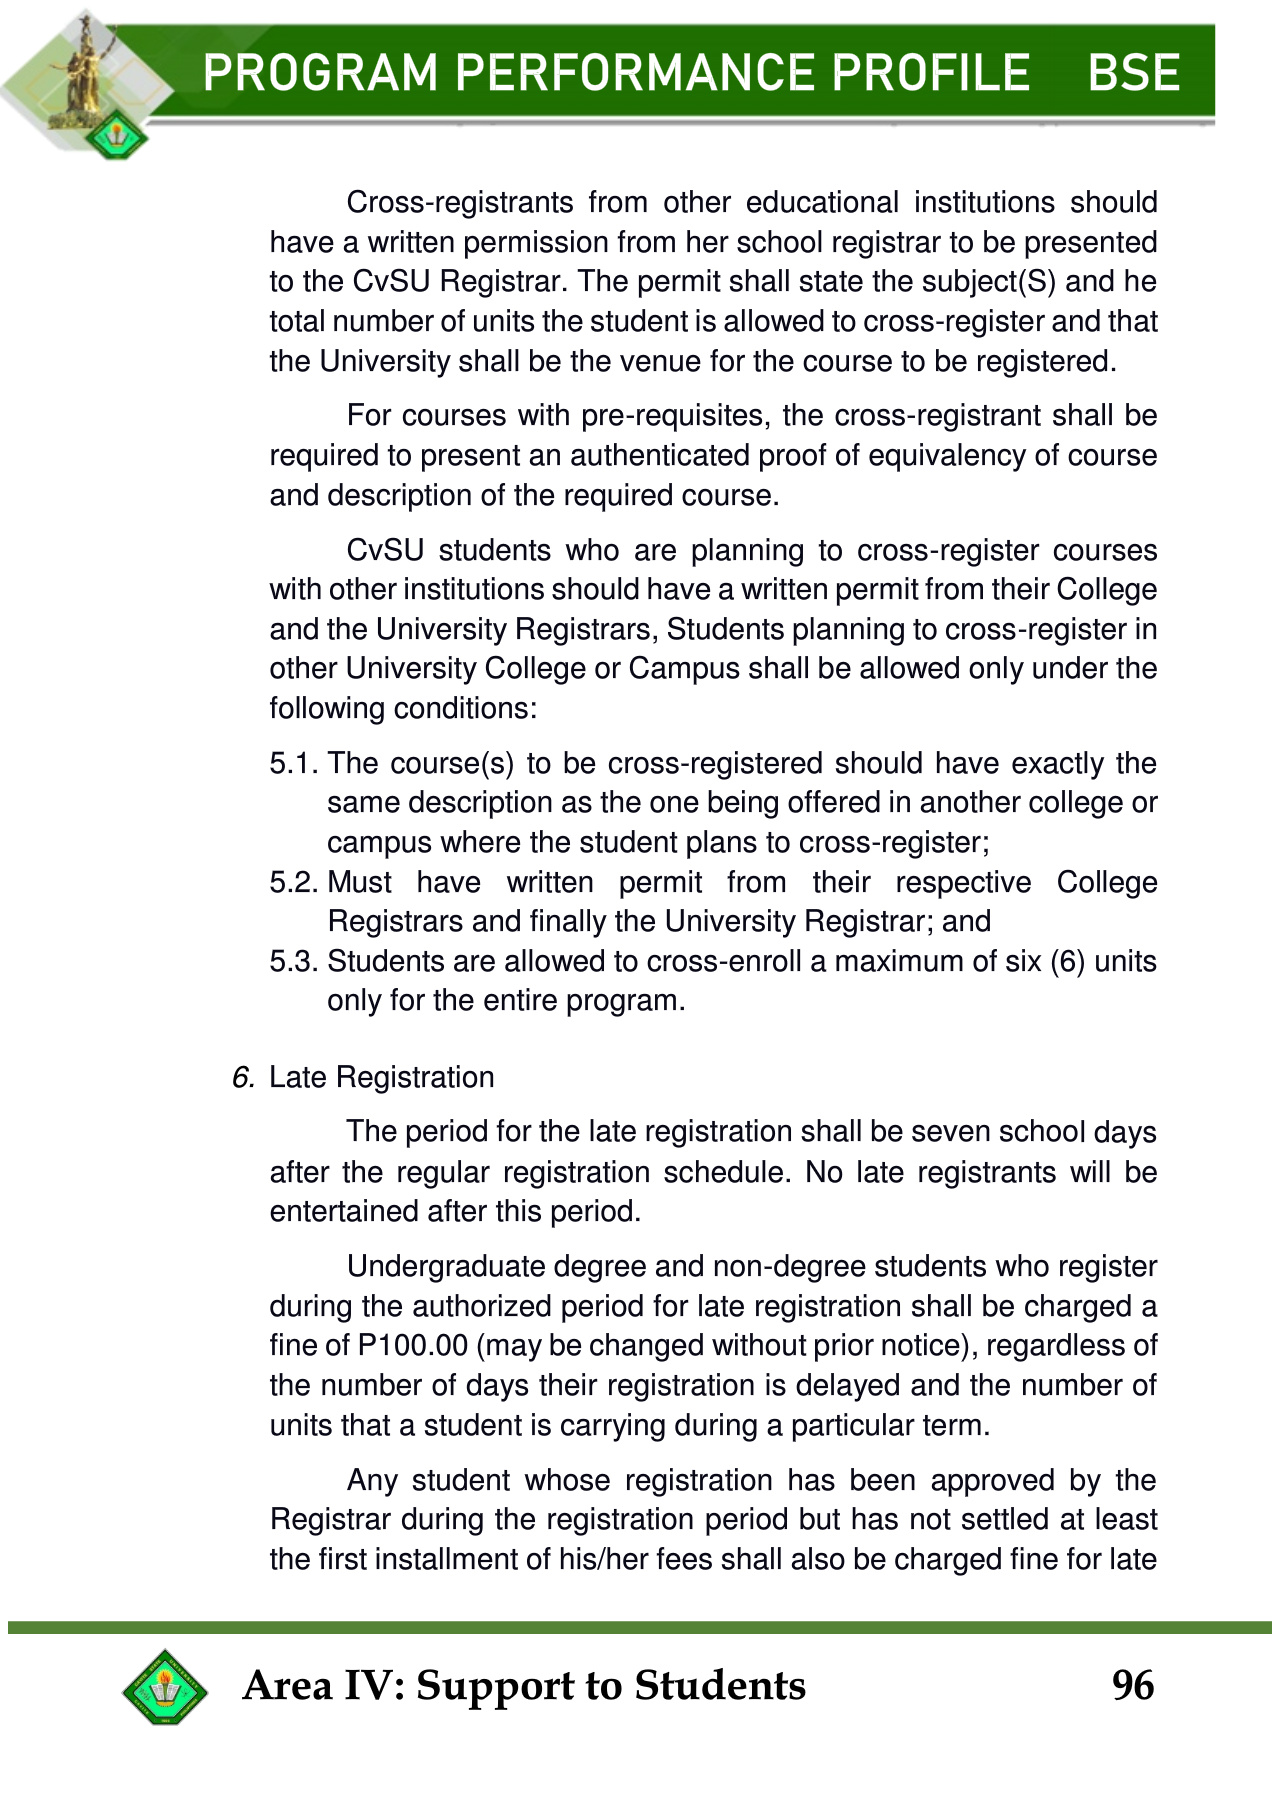 PROGRAM PERFORMANCE PROFILE BSE
Cross-registrants from other educational institutions should
have a written permission from her school registrar to be presented
to the CvSU Registrar. The permit shall state the subject(S) and he
total number of units the student is allowed to cross-register and that
the University shall be the venue for the course to be registered.
For courses with pre-requisites, the cross-registrant shall be
required to present an authenticated proof of equivalency of course
and description of the required course.
CvSU students who are planning to cross-register courses
with other institutions should have a written permit from their College
and the University Registrars, Students planning to cross-register in
other University College or Campus shall be allowed only under the
following conditions:
5.1. The course(s) to be cross-registered should have exactly the
same description as the one being offered in another college or
campus where the student plans to cross-register;
5.2. Must have written permit from their respective College
Registrars and finally the University Registrar; and
5.3. Students are allowed to cross-enroll a maximum of six (6) units
only for the entire program.
6. Late Registration
The period for the late registration shall be seven school days
after the regular registration schedule. No late registrants will be
entertained after this period.
Undergraduate degree and non-degree students who register
during the authorized period for late registration shall be charged a
fine of P100.00 (may be changed without prior notice), regardless of
the number of days their registration is delayed and the number of
units that a student is carrying during a particular term.
Any student whose registration has been approved by the
Registrar during the registration period but has not settled at least
the first installment of his/her fees shall also be charged fine for late
Area IV: Support to Students 96